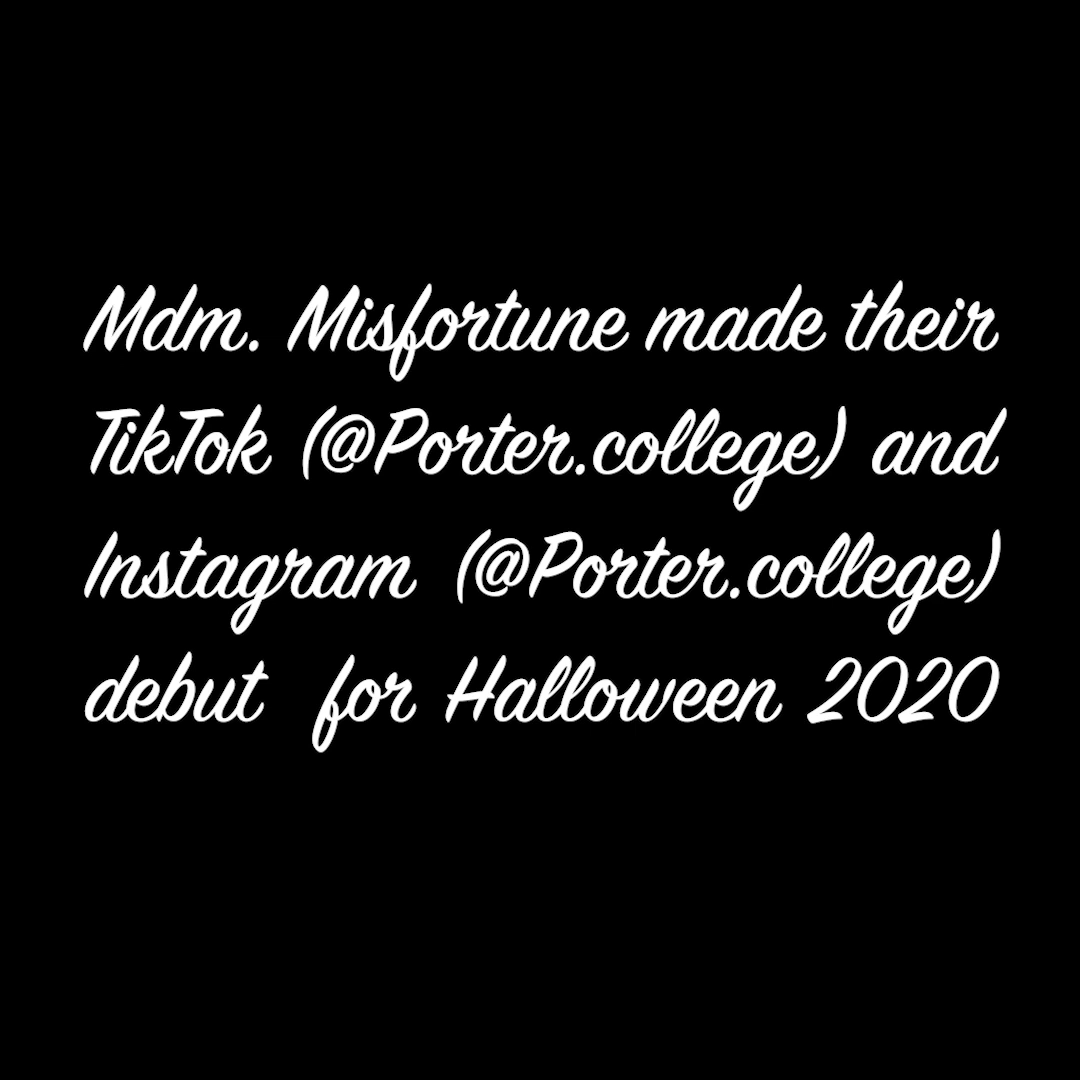 Mdm. Misfortune made their
TikTok (@Porter.college) and
Instagram (@Porter.college)
debut for Halloween 2020